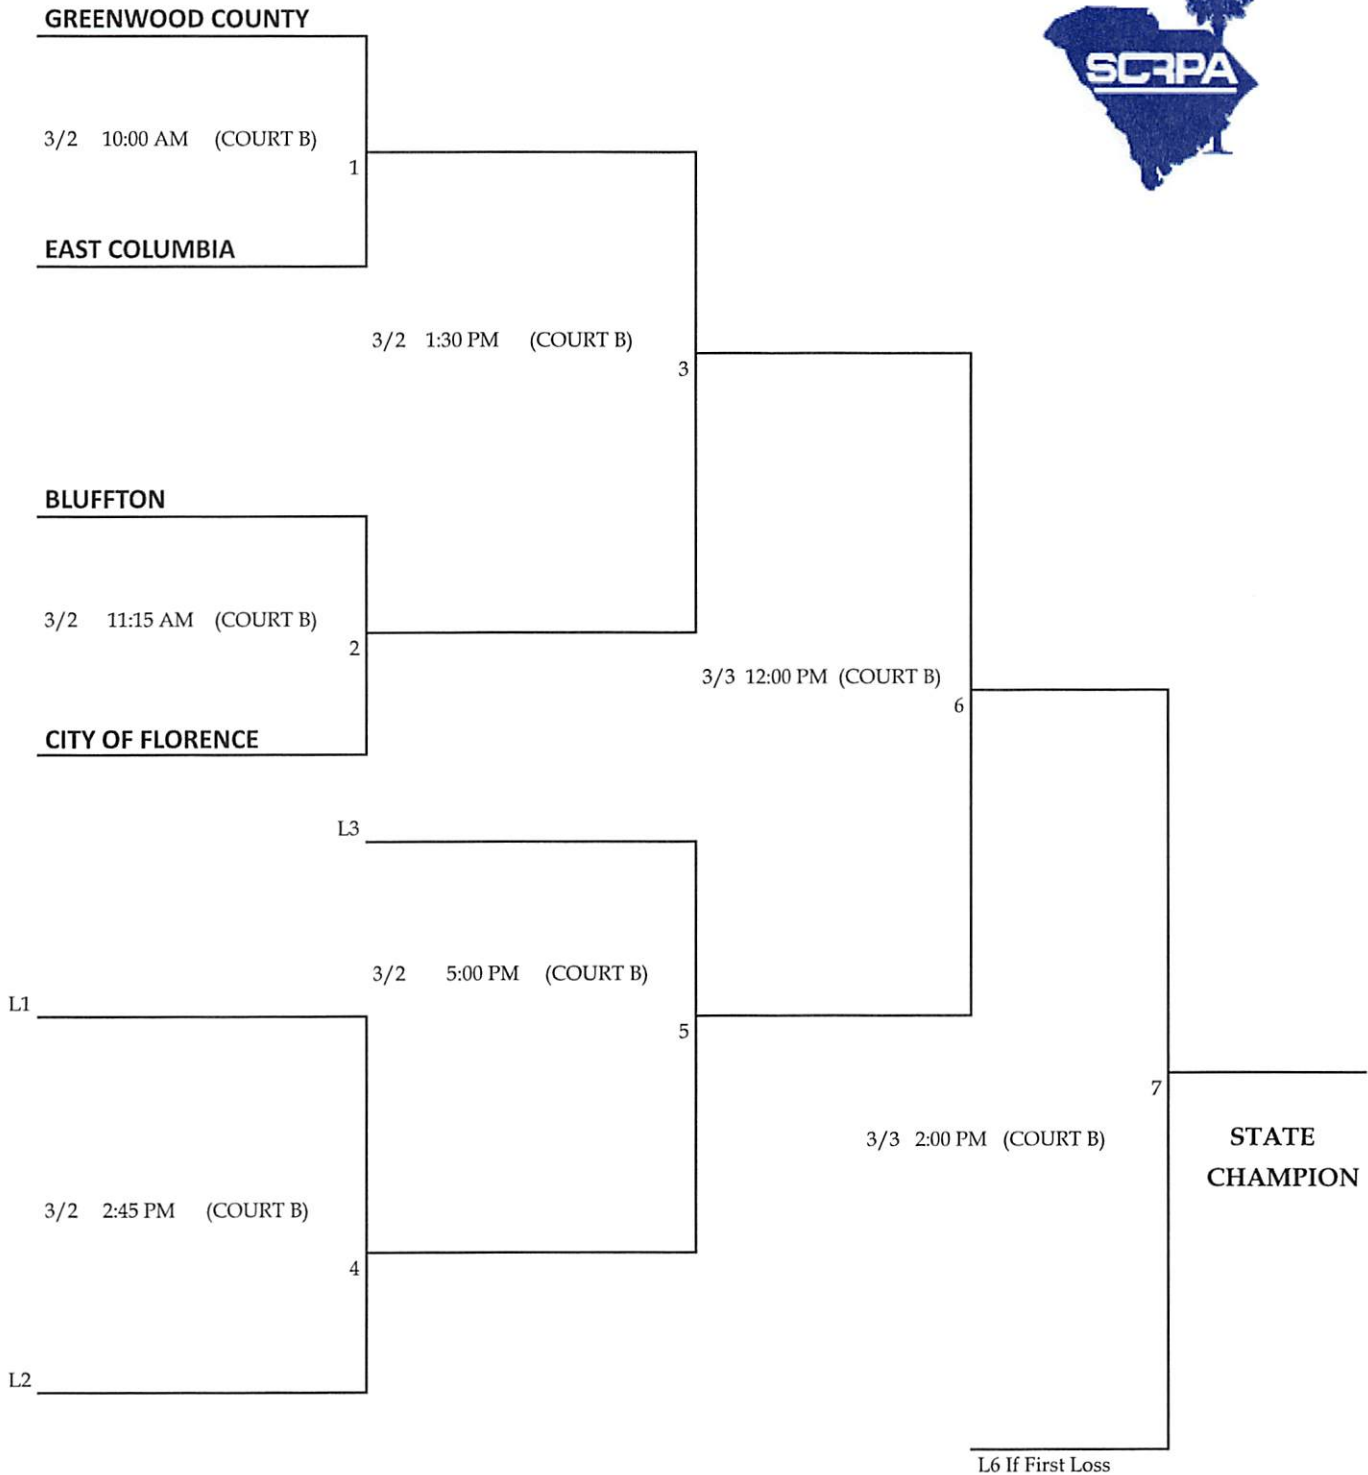 GREENWOOD COUNTY
SCRPA
3/2 10:00 AM (COURT B)
1
EAST COLUMBIA
3/2 1:30 PM (COURT B)
3
BLUFFTON
3/2 11:15 AM (COURT B)
2
3/3 12:00 PM (COURT B)
6
CITY OF FLORENCE
L3
3/2 5:00 PM (COURT B)
L1
5
7
3/3 2:00 PM (COURT B)
STATE
CHAMPION
3/2 2:45 PM (COURT B)
4
L2
L6 If First Loss